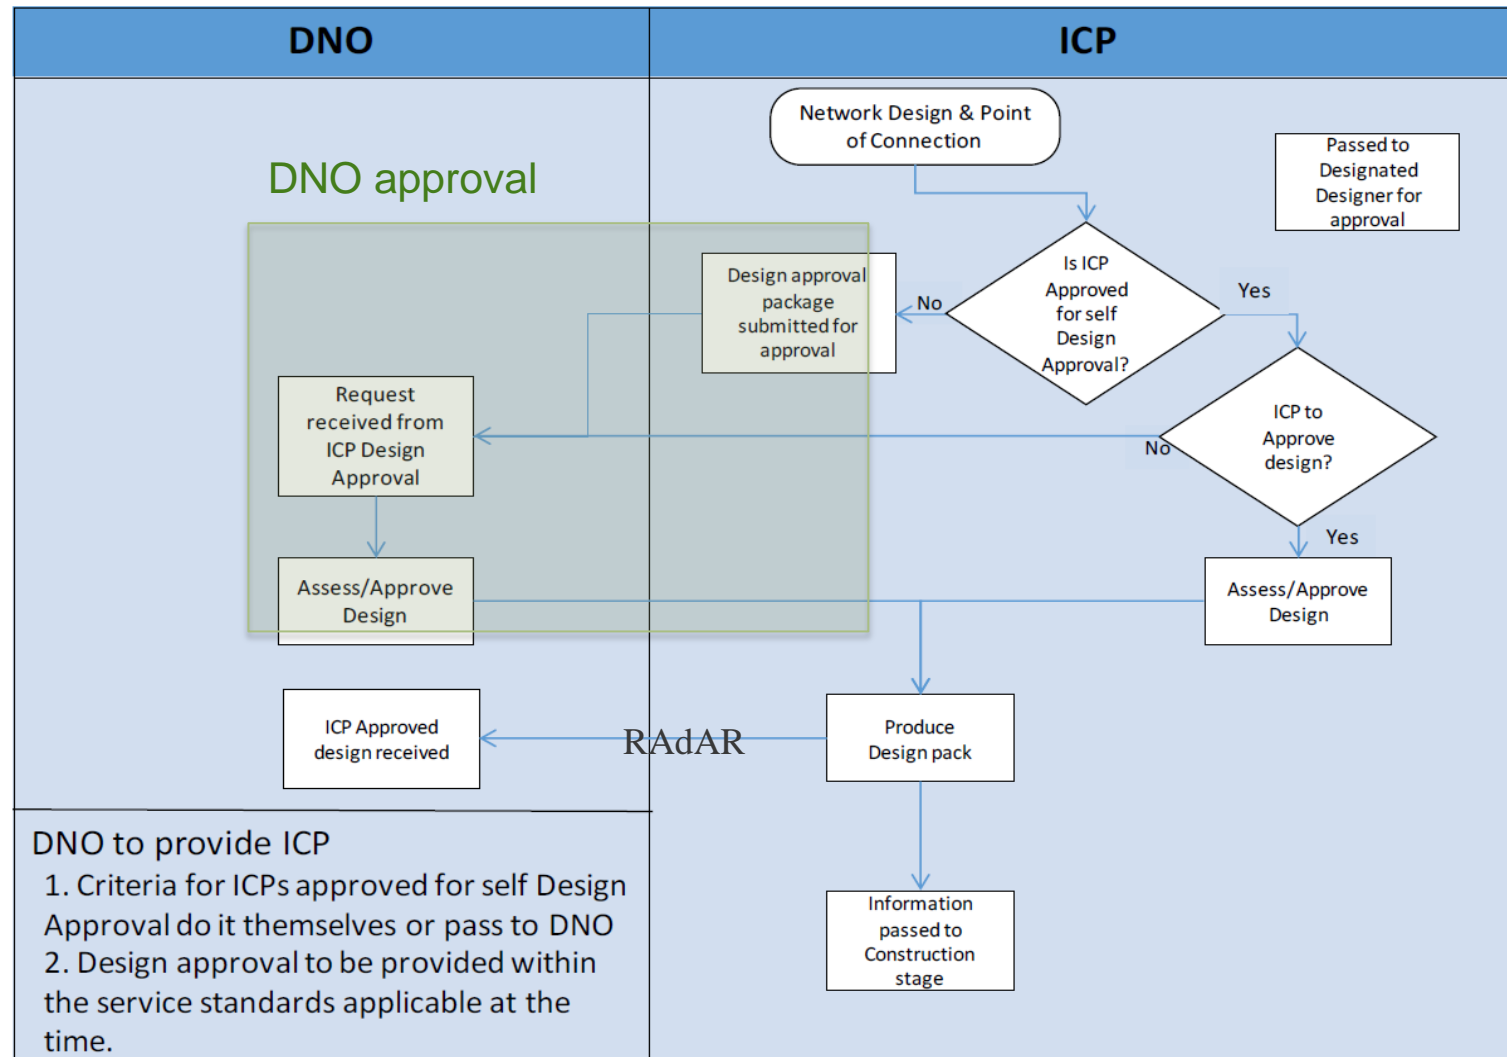 DNO
ICP
Network Design & Point
of Connection
Passed to
Designated
Designer for
approval
DNO approval
Is ICP
Approved
for self
Design
Approval?
Yes
No
Design approval
package
submitted for
approval
Request
received from
ICP Design
Approval
ICP to
Approve
design?
No
Yes
Assess/Approve
Design
Assess/Approve
Design
ICP Approved
design received
RAdAR
Produce
Design pack
Information
passed to
Construction
stage
DNO to provide ICP
1. Criteria for ICPs approved for self Design
Approval do it themselves or pass to DNO
2. Design approval to be provided within
the service standards applicable at the
time.